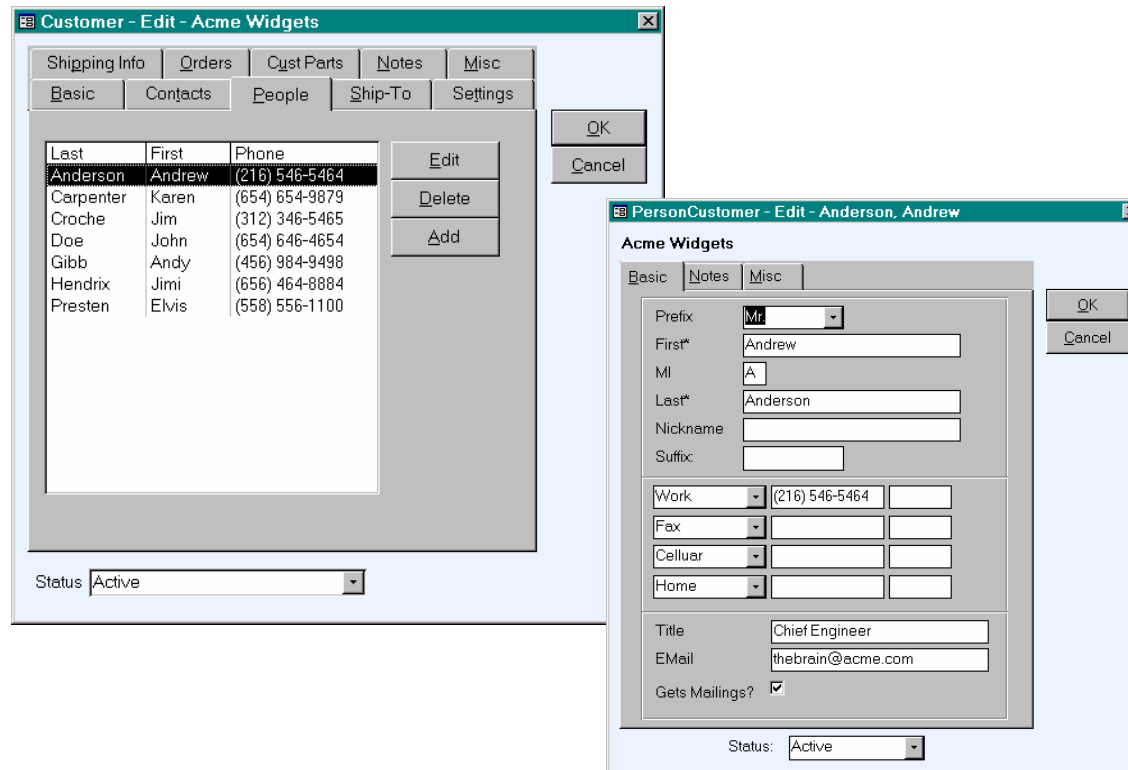 Customer - Edit - Acme Widgets
Shipping Info Orders Cust Parts Notes Misc
Basic Contacts People Ship-To Settings
OK
Cancel
Last First Phone
Anderson Andrew (216) 546-5464
Carpenter Karen (654) 654-9879
Croche Jim (312) 346-5465
Doe John (654) 646-4654
Gibb Andy (456) 984-9498
Hendrix Jimi (656) 464-8884
Presten Elvis (558) 556-1100
Edit
Delete
Add
Status Active
PersonCustomer - Edit - Anderson, Andrew
Acme Widgets
Basic Notes Misc
OK
Cancel
Prefix Mr.
First* Andrew
MI A
Last* Anderson
Nickname
Suffix:
Work (216) 546-5464
Fax
Celluar
Home
Title Chief Engineer
EMail thebrain@acme.com
Gets Mailings?
Status: Active